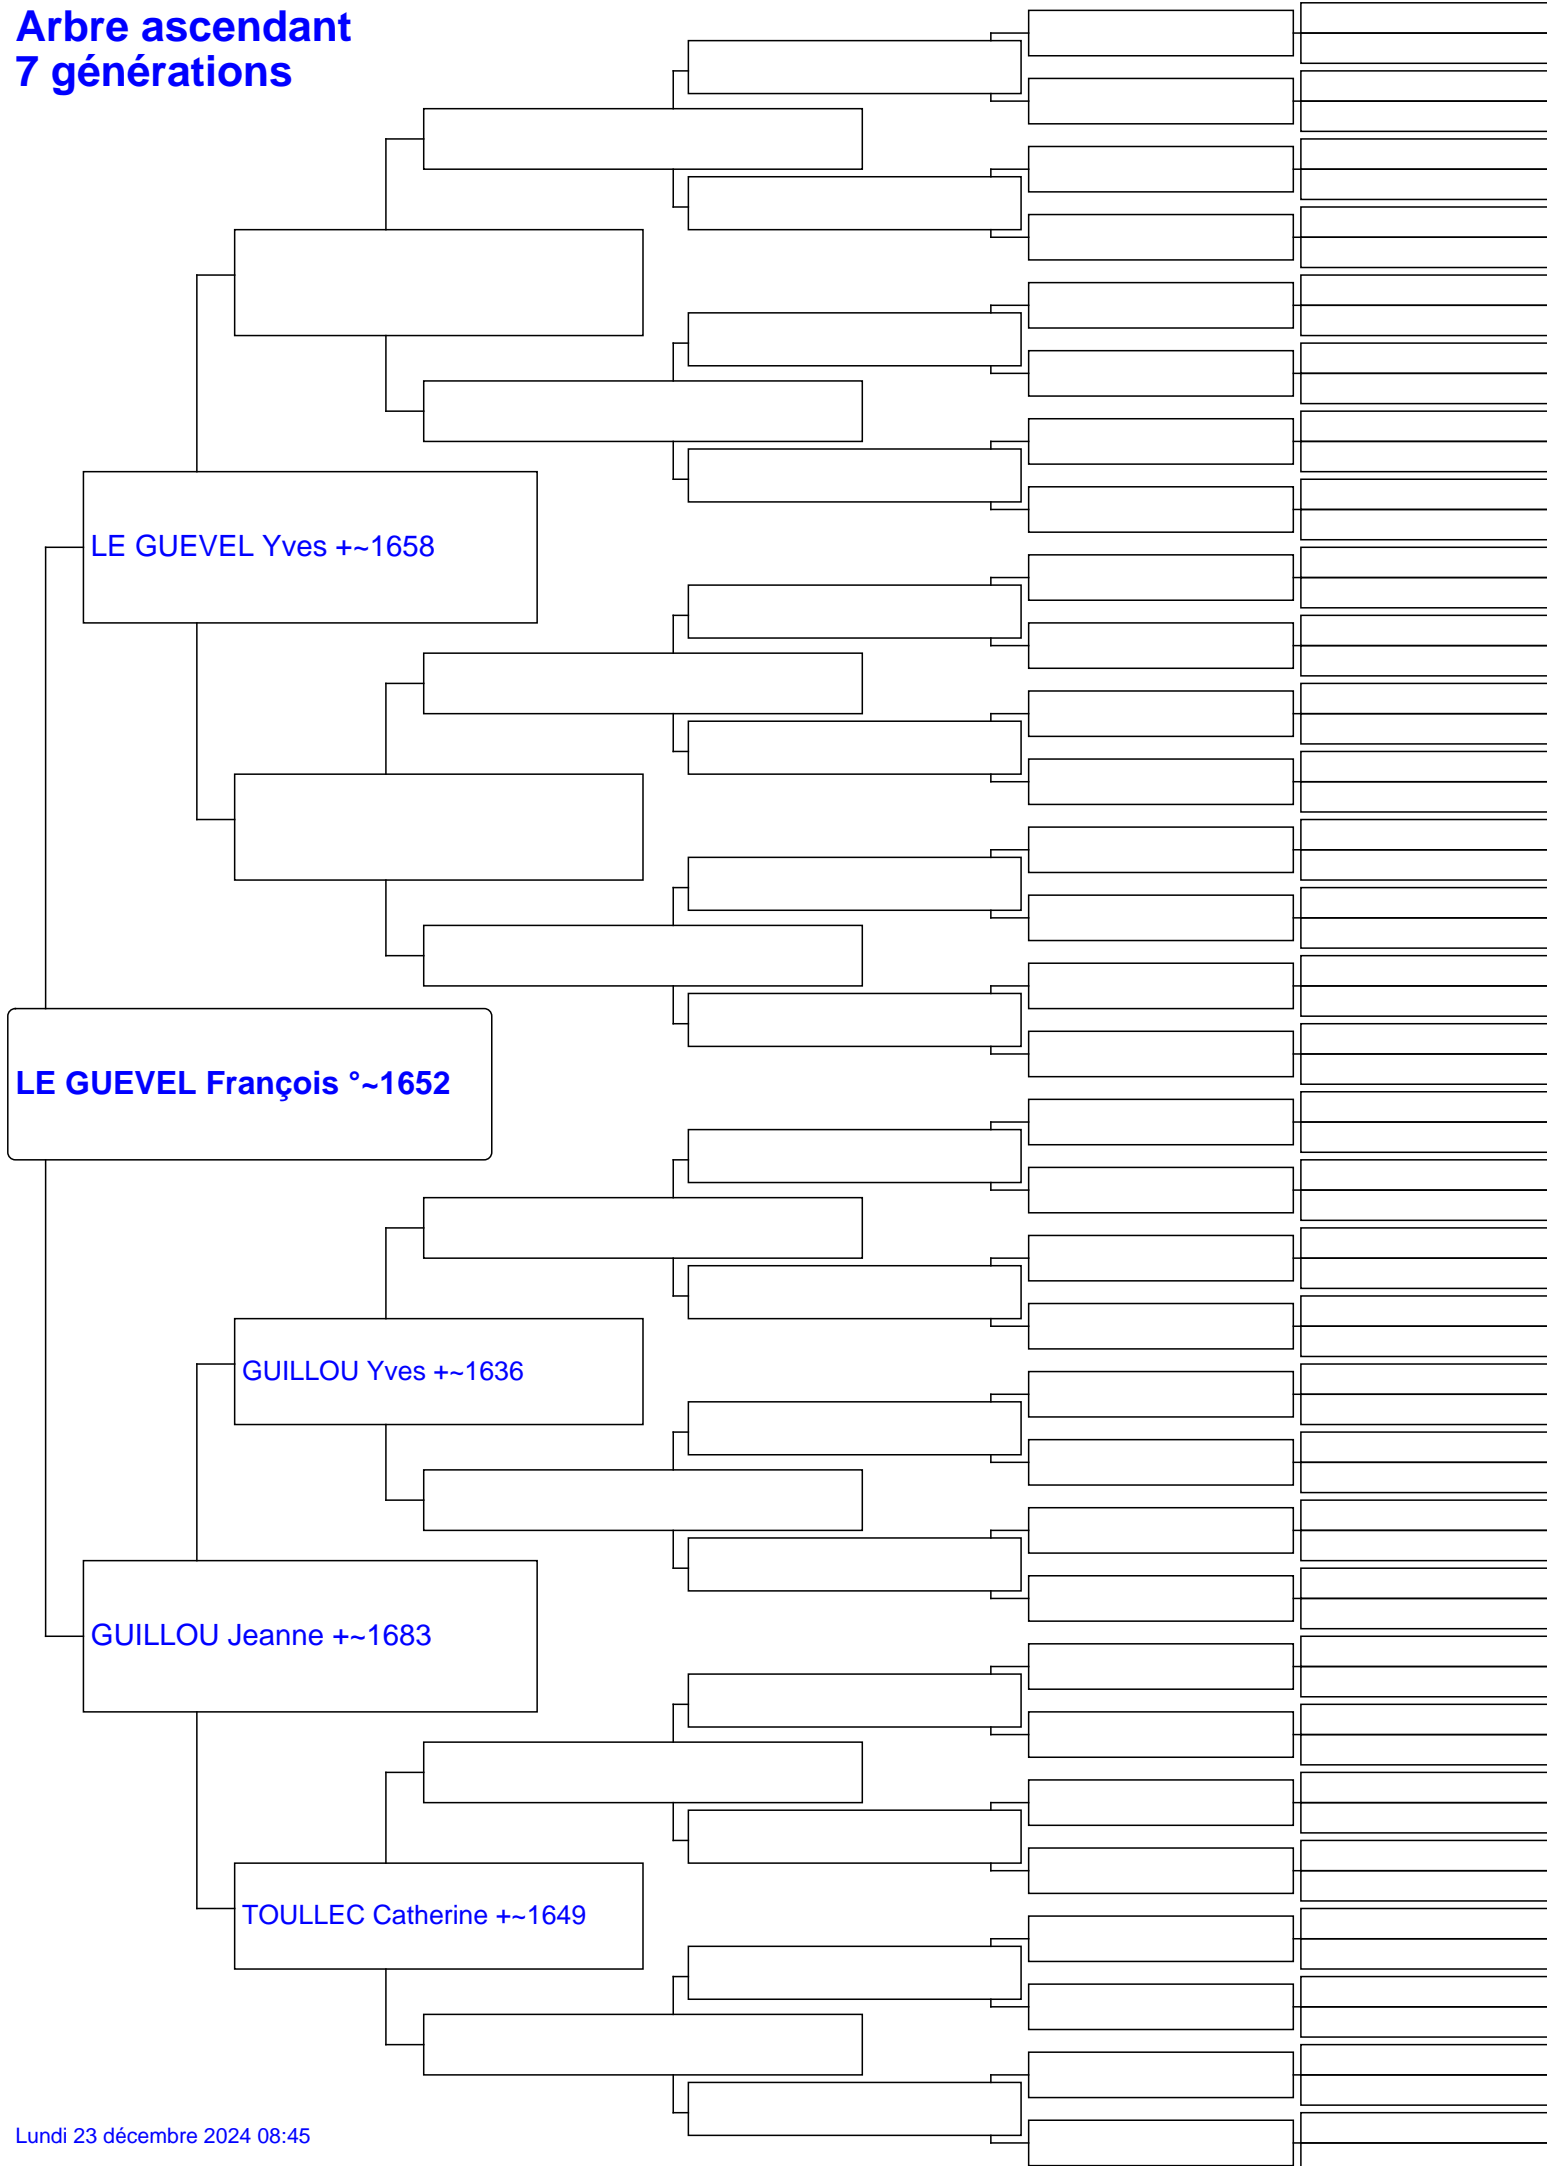 Arbre ascendant
7 générations
LE GUEVEL Yves +~1658
LE GUEVEL François °~1652
GUILLOU Yves +~1636
GUILLOU Jeanne +~1683
TOULLEC Catherine +~1649
Lundi 23 décembre 2024 08:45